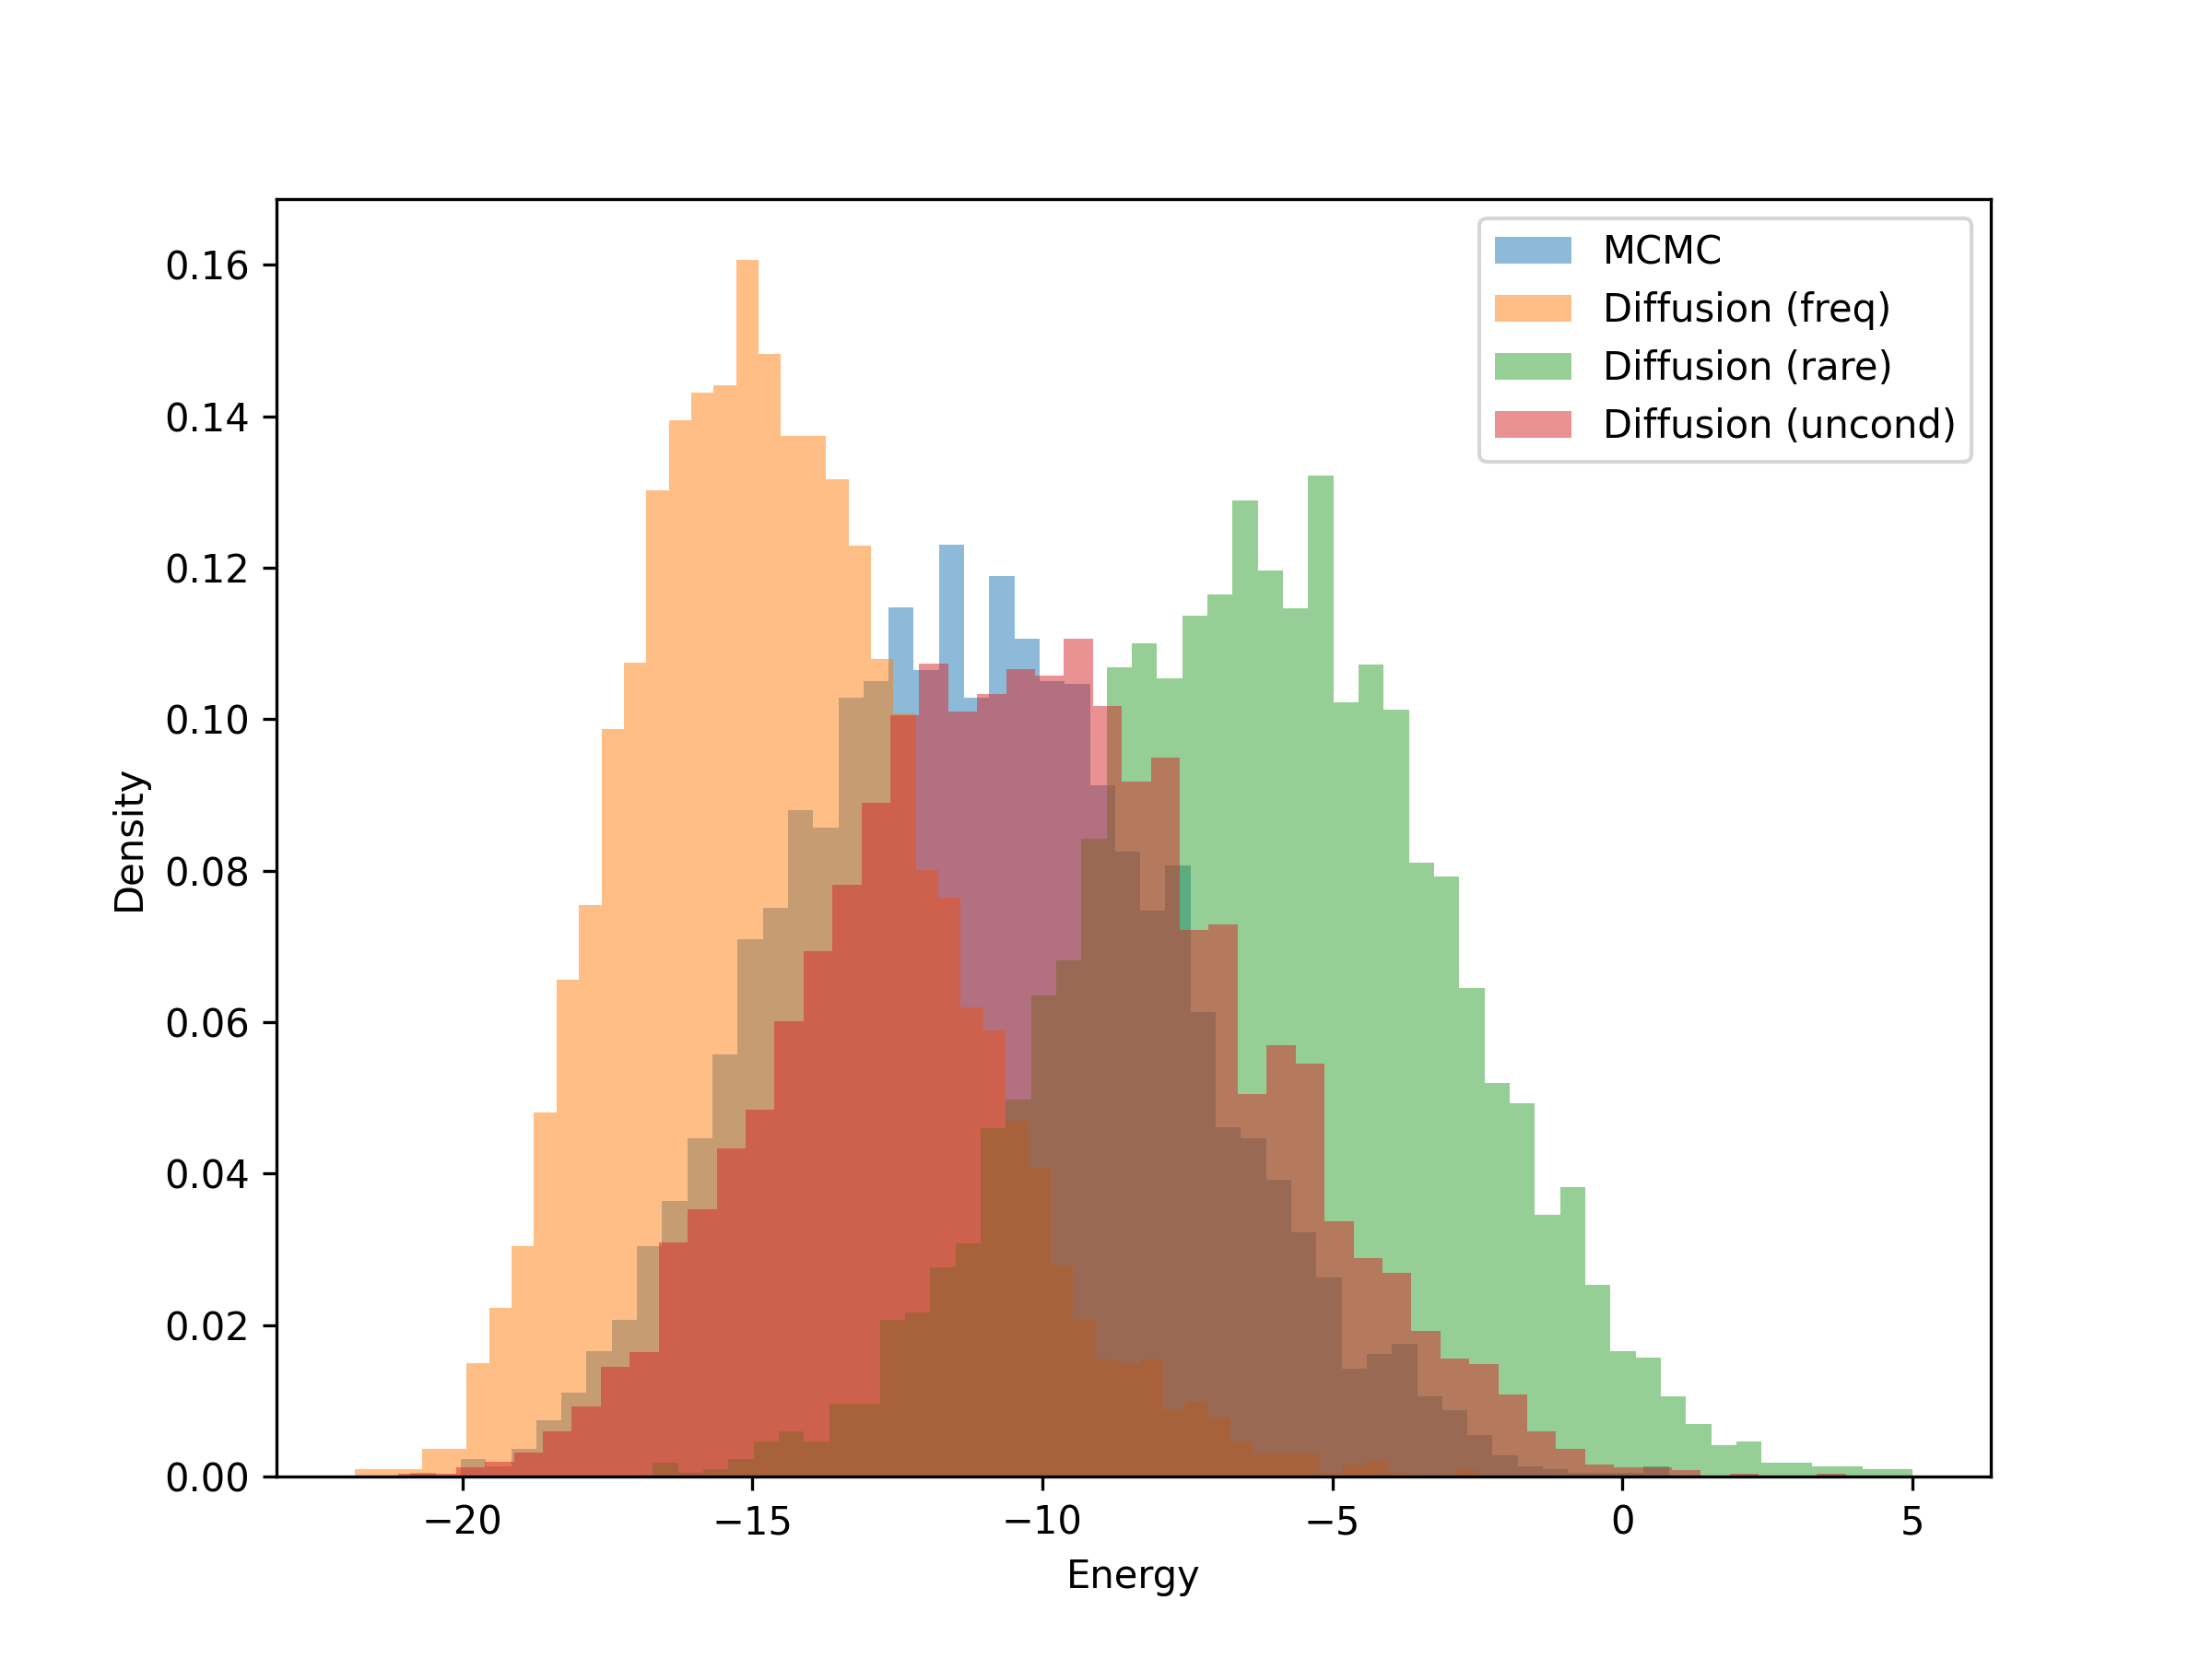 MCMC
Diffusion (freq)
Diffusion (rare)
Diffusion (uncond)
0.16
0.14
0.12
0.10
0.08
0.06
0.04
0.02
0.00
Density
−20 −15 −10 −5 0 5
Energy